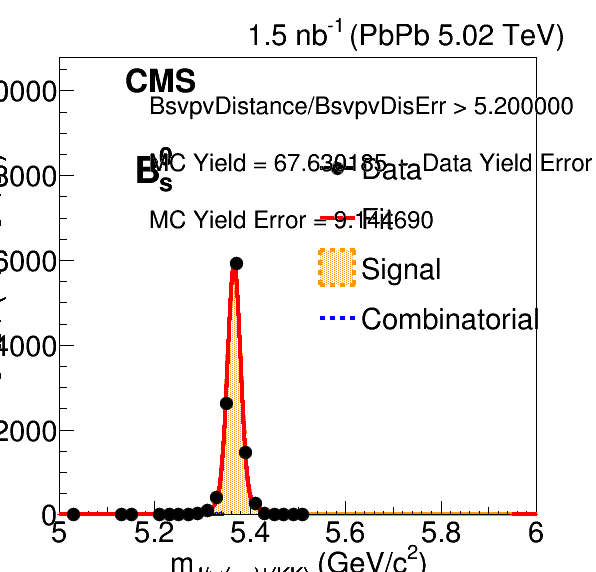 1.5 nb⁻¹ (PbPb 5.02 TeV)
CMS
BsvpvDistance/BsvpvDisErr > 5.200000
B⁰s
MC Yield = 67.630185 Data Yield Error
Data
MC Yield Error = 9.144690
Fit
Signal
Combinatorial
0000
8000
6000
4000
2000
0
5 5.2 5.4 5.6 5.8 6
m (GeV/c²)